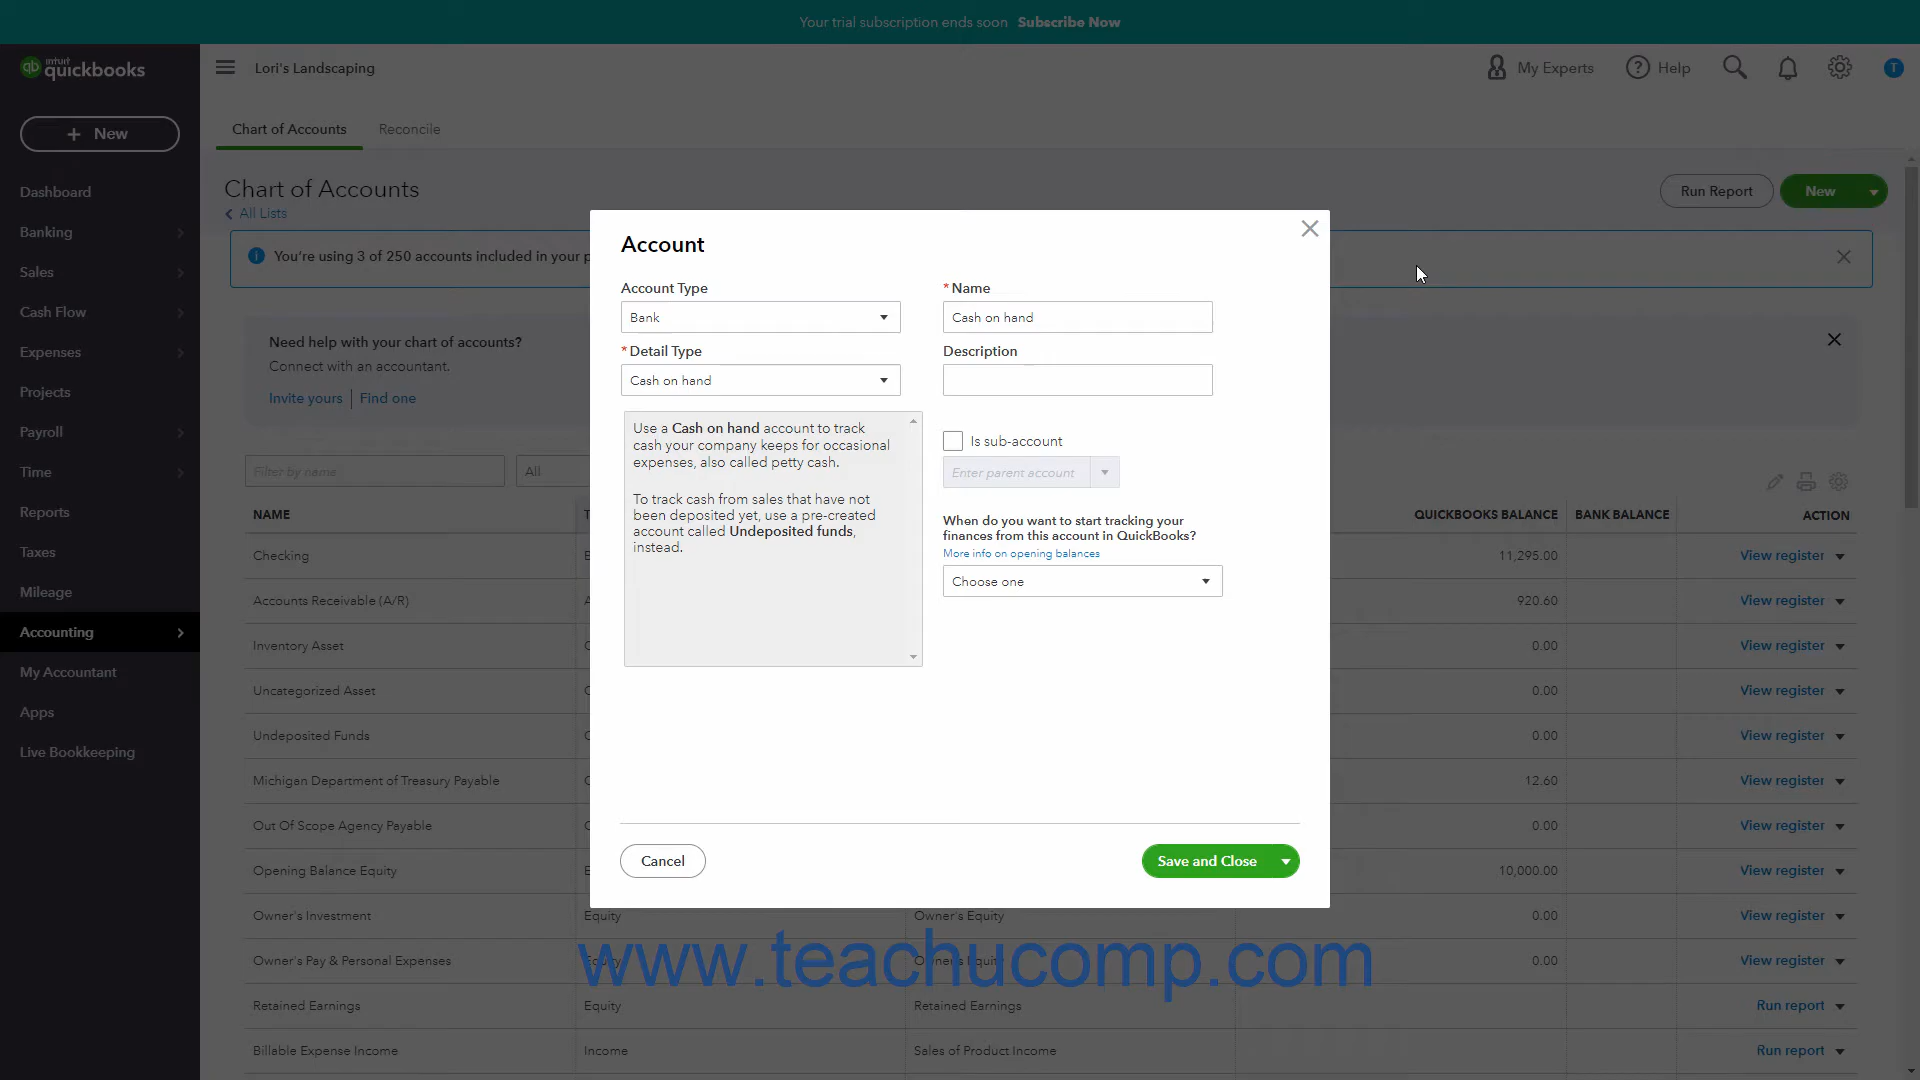 Your trial subscription ends soon Subscribe Now
intuit quickbooks
Lori's Landscaping
My Experts
Help
T
+ New
Chart of Accounts
Reconcile
Dashboard
Banking
Sales
Cash Flow
Expenses
Projects
Payroll
Time
Reports
Taxes
Mileage
Accounting
My Accountant
Apps
Live Bookkeeping
Chart of Accounts
All Lists
Run Report
New
You're using 3 of 250 accounts included in your p
Need help with your chart of accounts?
Connect with an accountant.
Invite yours | Find one
Filter by name
All
Account
Account Type
Bank
* Name
Cash on hand
* Detail Type
Cash on hand
Description
Use a Cash on hand account to track
cash your company keeps for occasional
expenses, also called petty cash.
To track cash from sales that have not
been deposited yet, use a pre-created
account called Undeposited funds,
instead.
Is sub-account
Enter parent account
When do you want to start tracking your
finances from this account in QuickBooks?
More info on opening balances
Choose one
Cancel
Save and Close
NAME T QUICKBOOKS BALANCE BANK BALANCE ACTION
Checking B 11,295.00 View register
Accounts Receivable (A/R) A 920.60 View register
Inventory Asset C 0.00 View register
Uncategorized Asset C 0.00 View register
Undeposited Funds C 0.00 View register
Michigan Department of Treasury Payable C 12.60 View register
Out Of Scope Agency Payable C 0.00 View register
Opening Balance Equity E 10,000.00 View register
Owner's Investment Equity Owner's Equity 0.00 View register
Owner's Pay & Personal Expenses Equity Owner's Equity 0.00 View register
www.teachucomp.com
Retained Earnings Equity Retained Earnings Run report
Billable Expense Income Income Sales of Product Income Run report